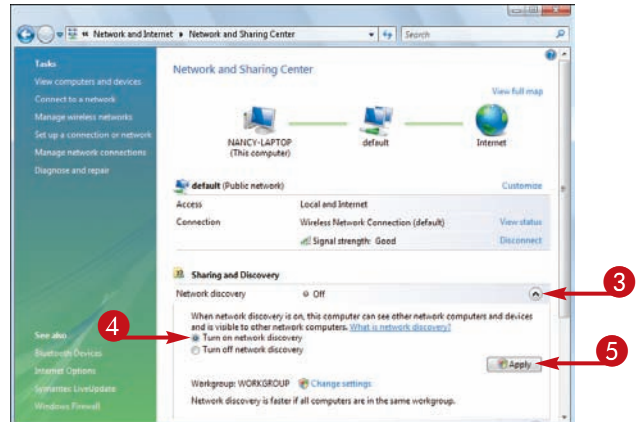 Network and Internet
Network and Sharing Center
Search
Tasks
View computers and devices
Connect to a network
Manage wireless networks
Set up a connection or network
Manage network connections
Diagnose and repair
See also
Bluetooth Devices
Internet Options
Symantec LiveUpdate
Windows Firewall
Network and Sharing Center
View full map
NANCY-LAPTOP
(This computer)
default
Internet
default (Public network)
Customize
Access Local and Internet
Connection Wireless Network Connection (default) View status
Signal strength: Good Disconnect
Sharing and Discovery
Network discovery Off
3
When network discovery is on, this computer can see other network computers and devices
and is visible to other network computers. What is network discovery?
4
Turn on network discovery
Turn off network discovery
Apply
5
Workgroup: WORKGROUP Change settings
Network discovery is faster if all computers are in the same workgroup.